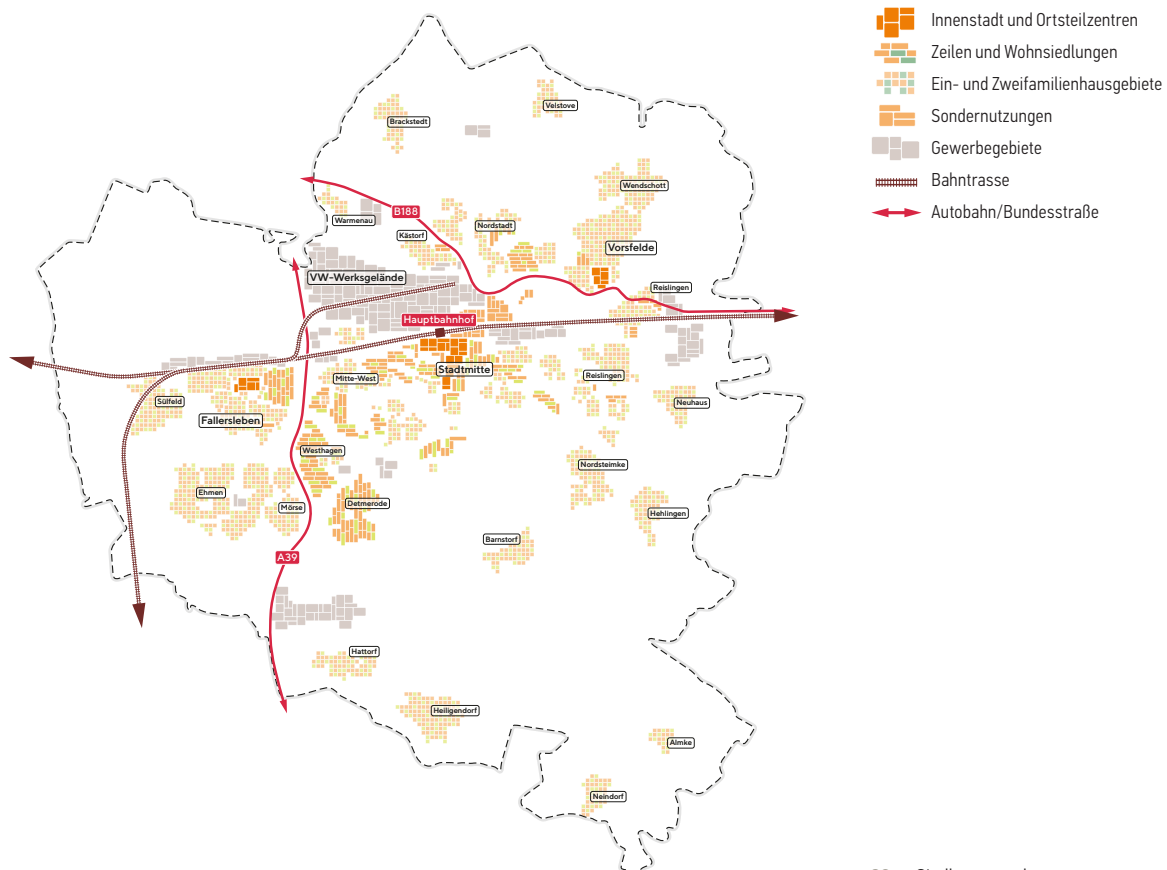 Innenstadt und Ortsteilzentren
Zeilen und Wohnsiedlungen
Ein- und Zweifamilienhausgebiete
Sondernutzungen
Gewerbegebiete
Bahntrasse
Autobahn/Bundesstraße
Velstove
Brackstedt
Wendschott
B188
Warmenau
Nordstadt
Kästorf
Vorsfelde
VW-Werksgelände
Reislingen
Hauptbahnhof
Stadtmitte
Mitte-West
Reislingen
Sülfeld
Neuhaus
Fallersleben
Westhagen
Nordsteimke
Ehmen
Mörse
Detmerode
Hehlingen
Barnstorf
A39
Hattorf
Heiligendorf
Almke
Neindorf